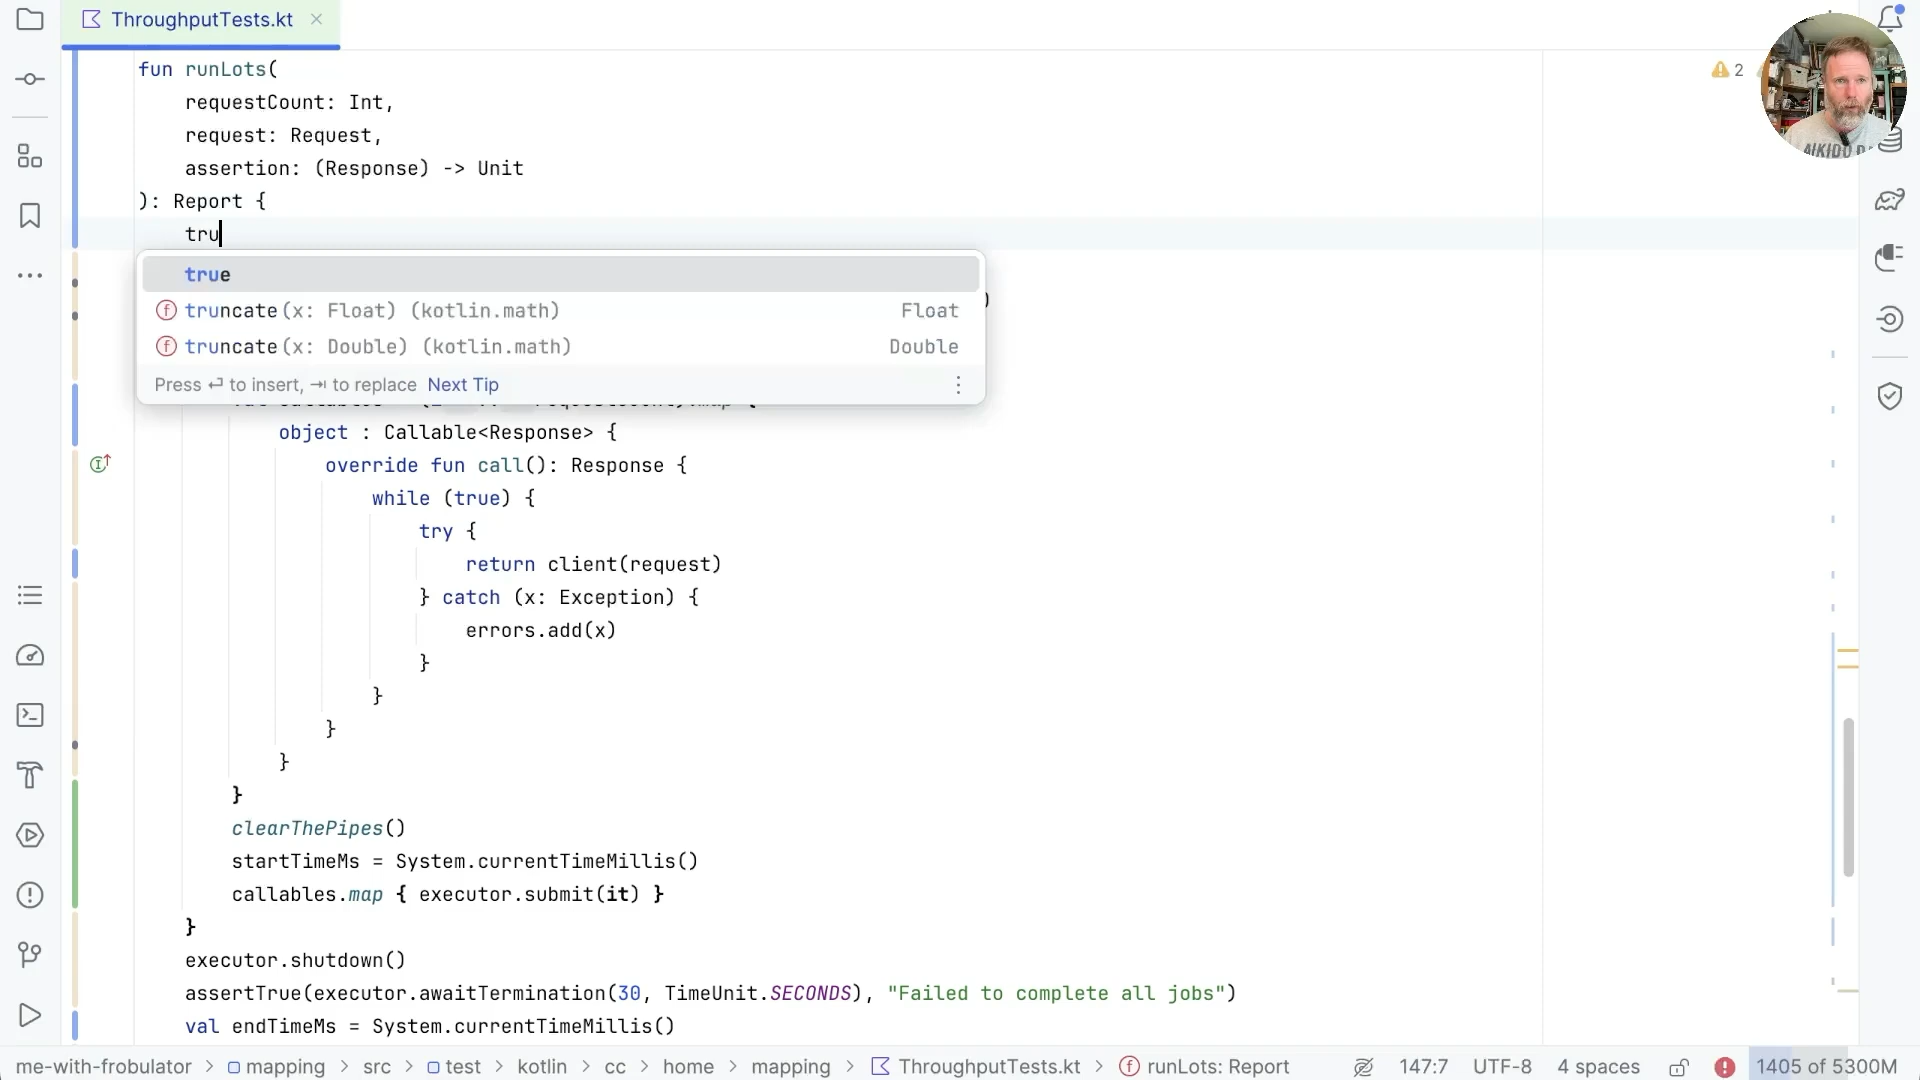 ThroughputTests.kt
fun runLots(
2
requestCount: Int,
request: Request,
assertion: (Response) -> Unit
AIKIDO
): Report {
tru
true
truncate(x: Float) (kotlin.math) Float
truncate(x: Double) (kotlin.math) Double
Press ↵ to insert, ⇥ to replace Next Tip
object : Callable<Response> {
override fun call(): Response {
while (true) {
try {
return client(request)
} catch (x: Exception) {
errors.add(x)
}
}
}
}
}
clearThePipes()
startTimeMs = System.currentTimeMillis()
callables.map { executor.submit(it) }
}
executor.shutdown()
assertTrue(executor.awaitTermination(30, TimeUnit.SECONDS), "Failed to complete all jobs")
val endTimeMs = System.currentTimeMillis()
me-with-frobulator > mapping > src > test > kotlin > cc > home > mapping > ThroughputTests.kt > runLots: Report 147:7 UTF-8 4 spaces 1405 of 5300M